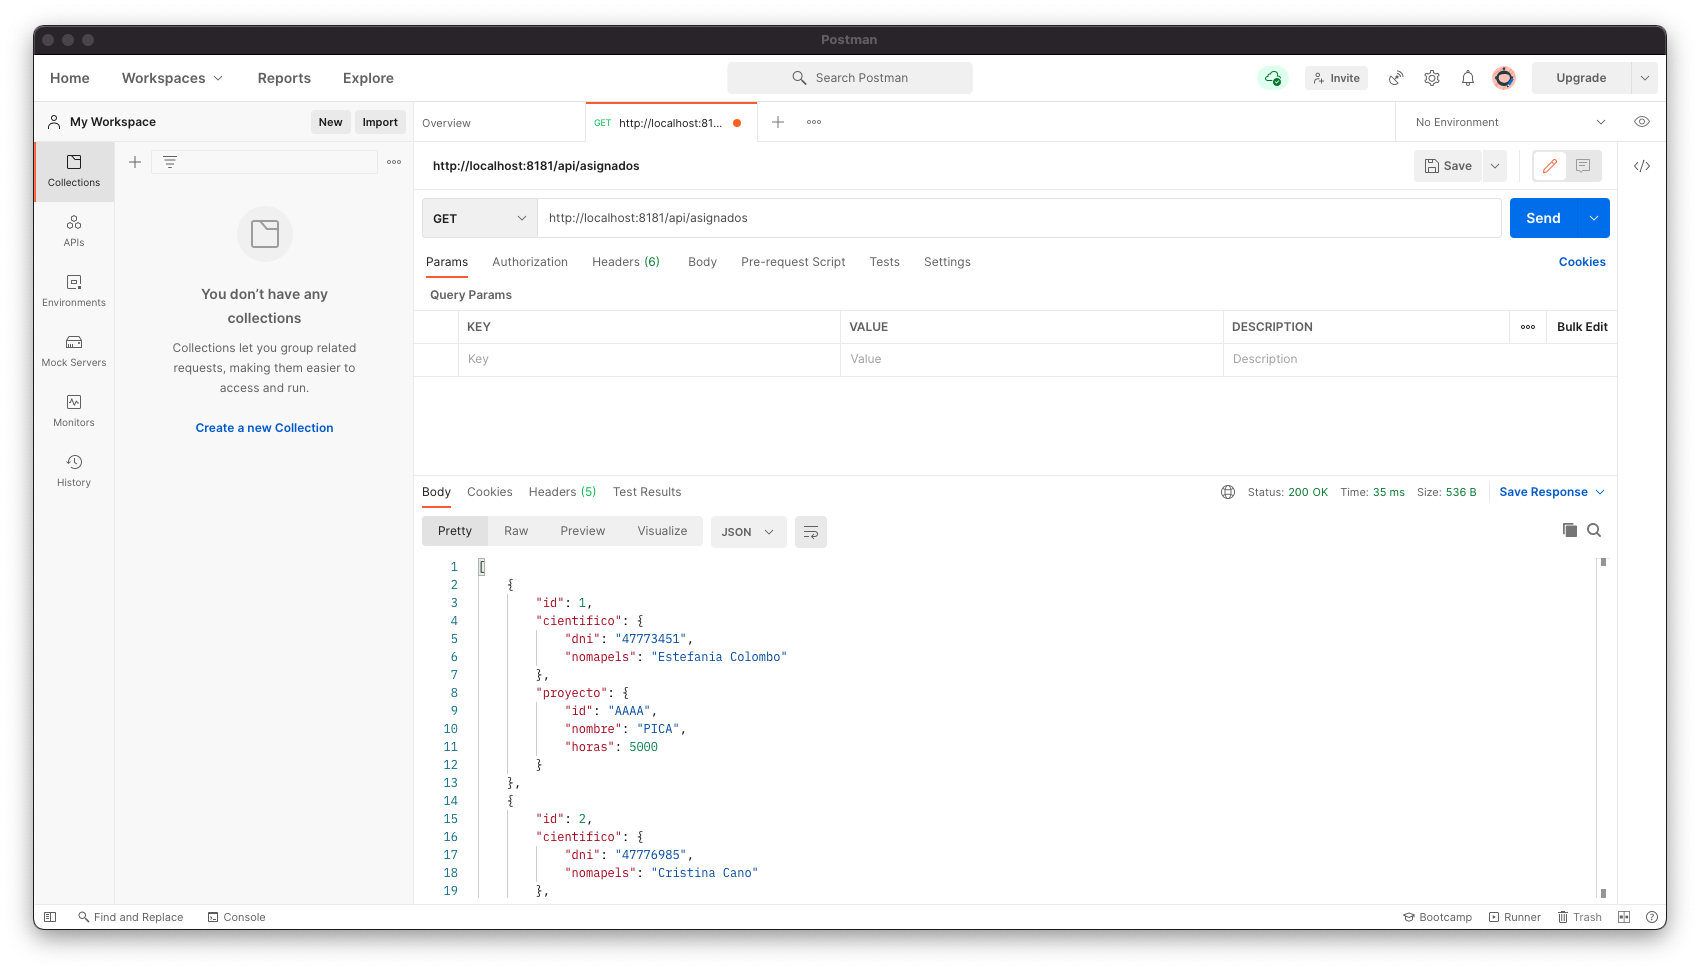 Postman
Home Workspaces Reports Explore Search Postman Invite Upgrade
My Workspace New Import Overview GET http://localhost:81... No Environment
Collections
http://localhost:8181/api/asignados Save
APIs
Environments
Mock Servers
Monitors
History
You don’t have any
collections
Collections let you group related
requests, making them easier to
access and run.
Create a new Collection
GET http://localhost:8181/api/asignados Send
Params Authorization Headers (6) Body Pre-request Script Tests Settings Cookies
Query Params
KEY VALUE DESCRIPTION Bulk Edit
Key Value Description
Body Cookies Headers (5) Test Results Status: 200 OK Time: 35 ms Size: 536 B Save Response
Pretty Raw Preview Visualize JSON
1 [
2 {
3 "id": 1,
4 "cientifico": {
5 "dni": "47773451",
6 "nomapels": "Estefania Colombo"
7 },
8 "proyecto": {
9 "id": "AAAA",
10 "nombre": "PICA",
11 "horas": 5000
12 }
13 },
14 {
15 "id": 2,
16 "cientifico": {
17 "dni": "47776985",
18 "nomapels": "Cristina Cano"
19 },
Find and Replace Console Bootcamp Runner Trash